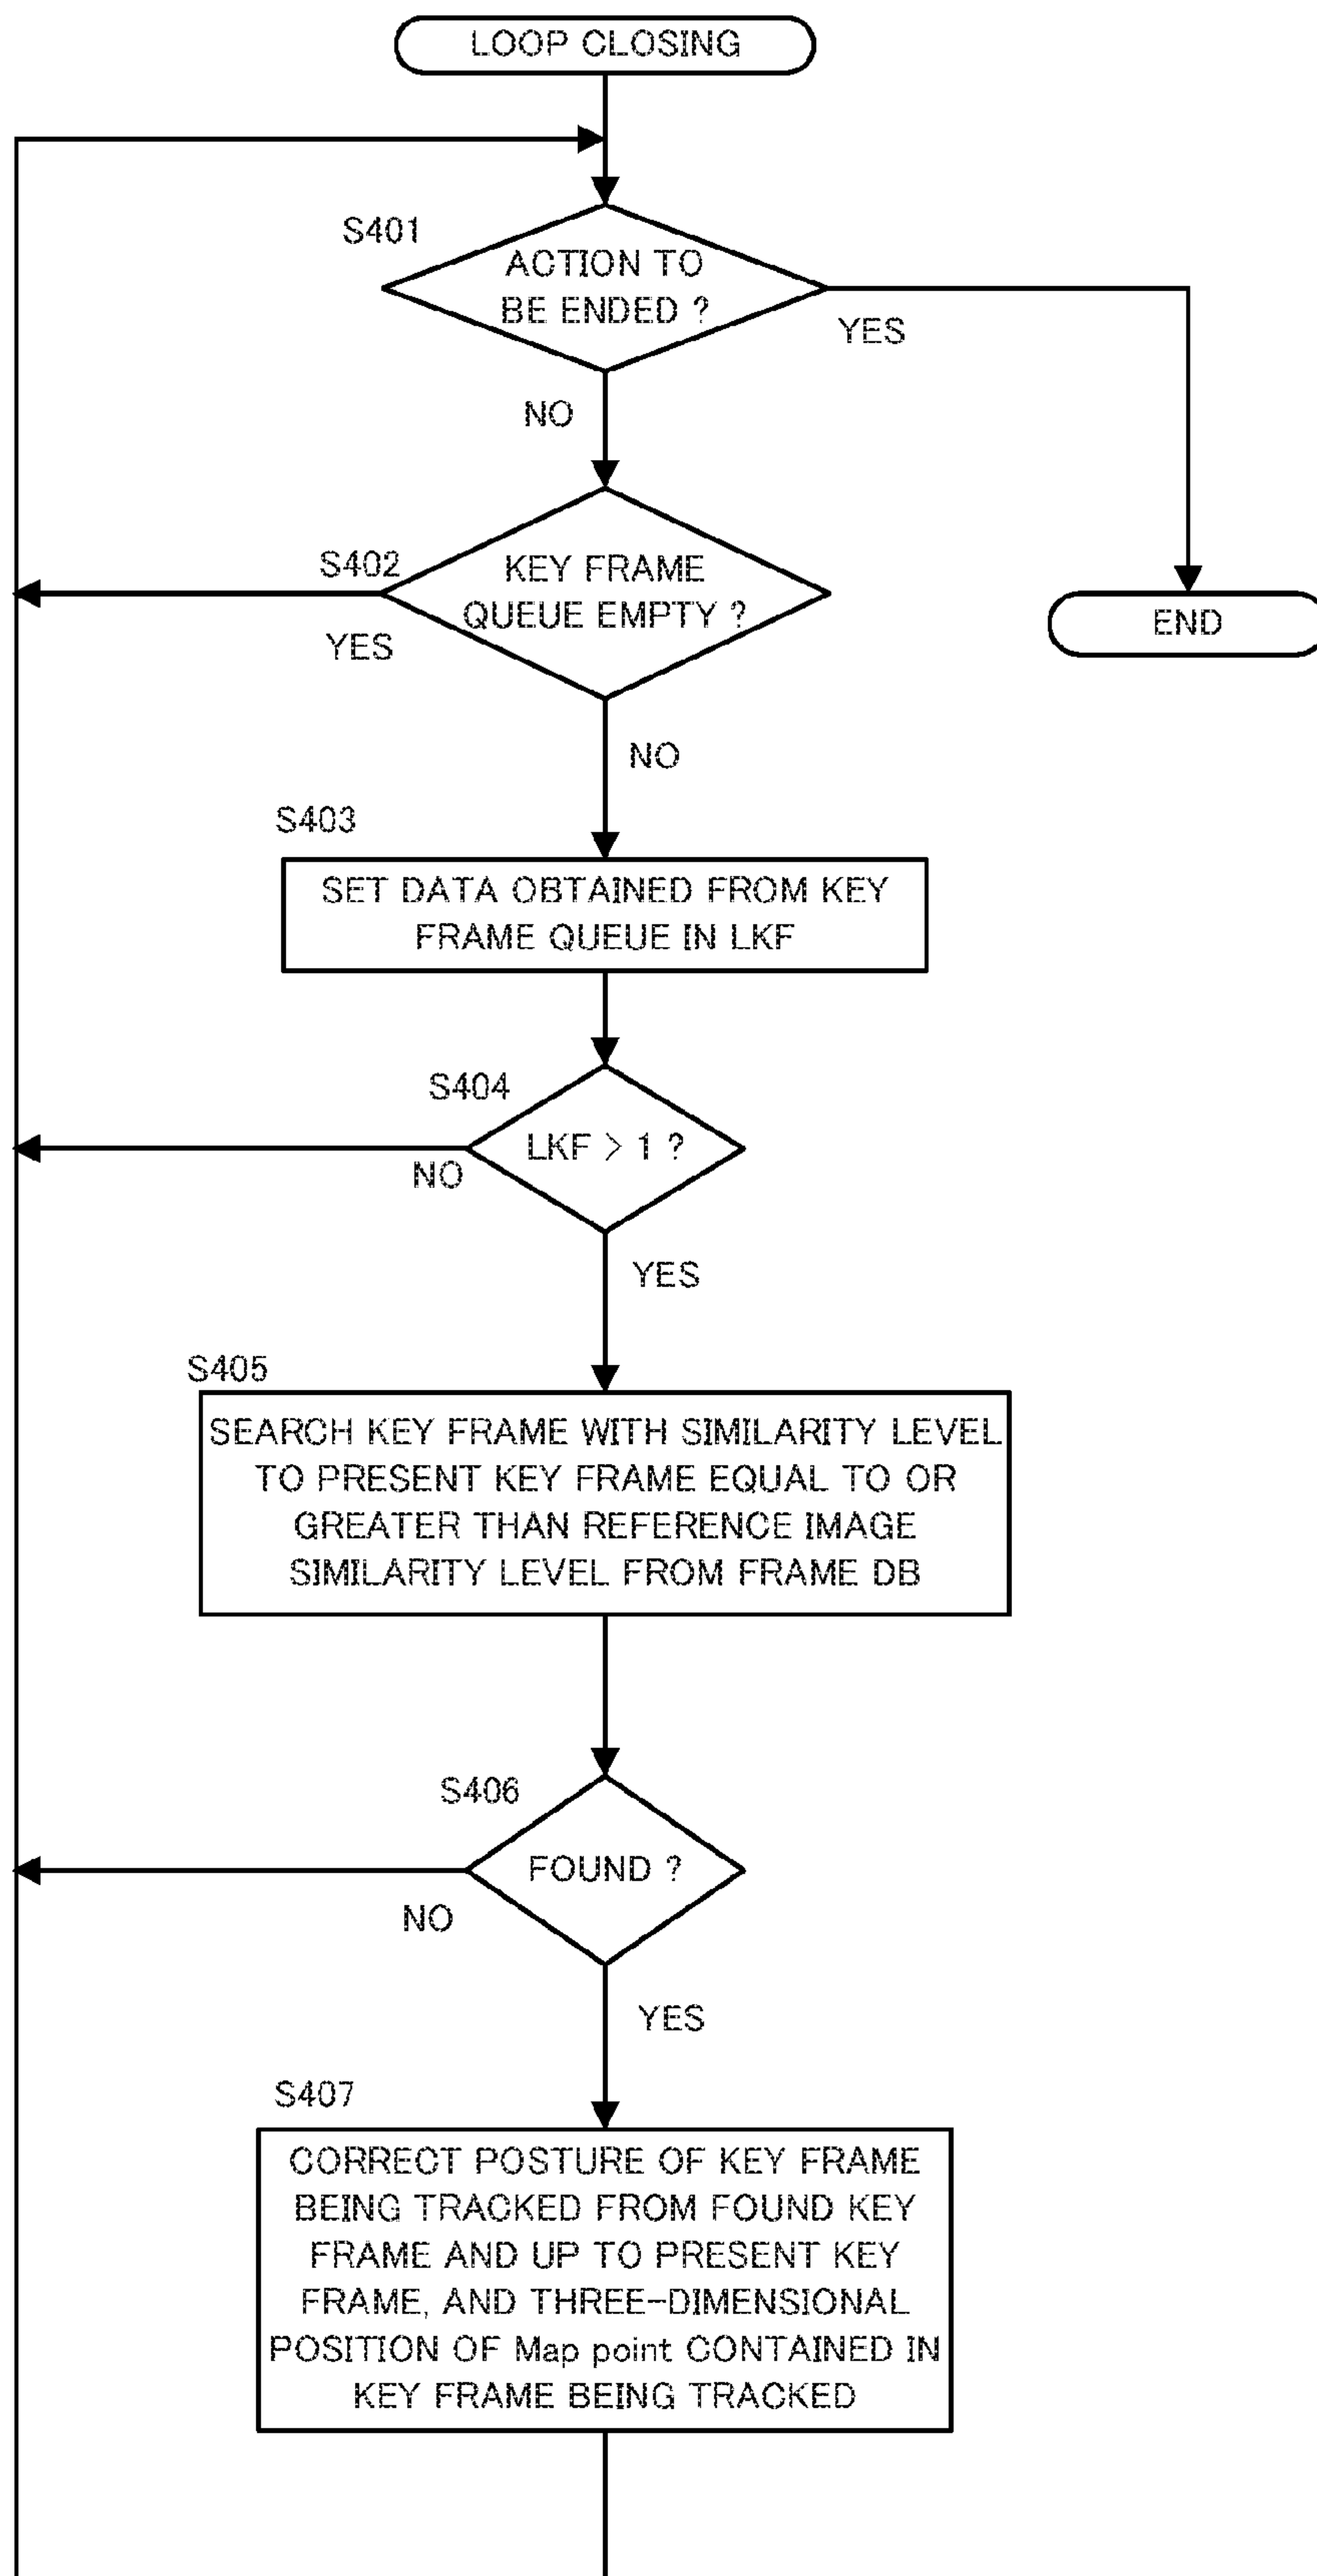 LOOP CLOSING
S401
ACTION TO
BE ENDED ?
YES
NO
S402
KEY FRAME
QUEUE EMPTY ?
YES
END
NO
S403
SET DATA OBTAINED FROM KEY
FRAME QUEUE IN LKF
S404
LKF > 1 ?
NO
YES
S405
SEARCH KEY FRAME WITH SIMILARITY LEVEL
TO PRESENT KEY FRAME EQUAL TO OR
GREATER THAN REFERENCE IMAGE
SIMILARITY LEVEL FROM FRAME DB
S406
FOUND ?
NO
YES
S407
CORRECT POSTURE OF KEY FRAME
BEING TRACKED FROM FOUND KEY
FRAME AND UP TO PRESENT KEY
FRAME, AND THREE-DIMENSIONAL
POSITION OF Map point CONTAINED IN
KEY FRAME BEING TRACKED